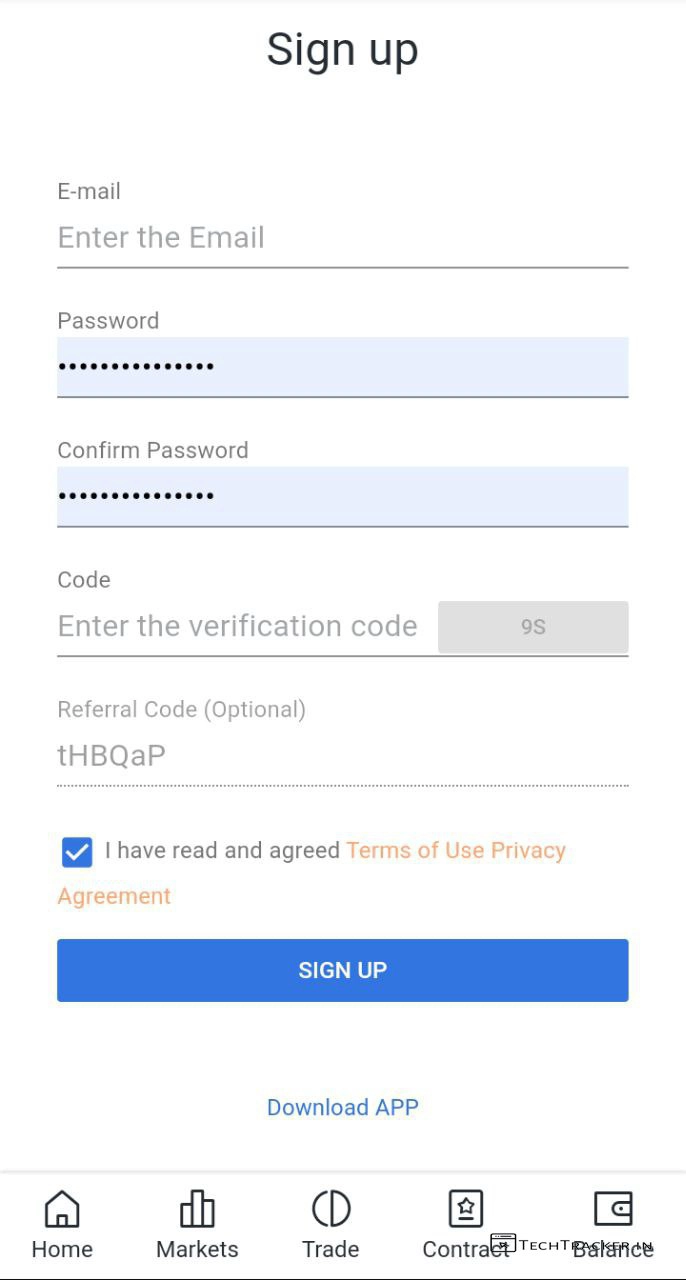 Sign up
E-mail
Enter the Email
Password
•••••••••••••••
Confirm Password
•••••••••••••••
Code
Enter the verification code 9S
Referral Code (Optional)
tHBQaP
I have read and agreed Terms of Use Privacy
Agreement
SIGN UP
Download APP
Home Markets Trade Contract Balance
TECHTRACKER.IN